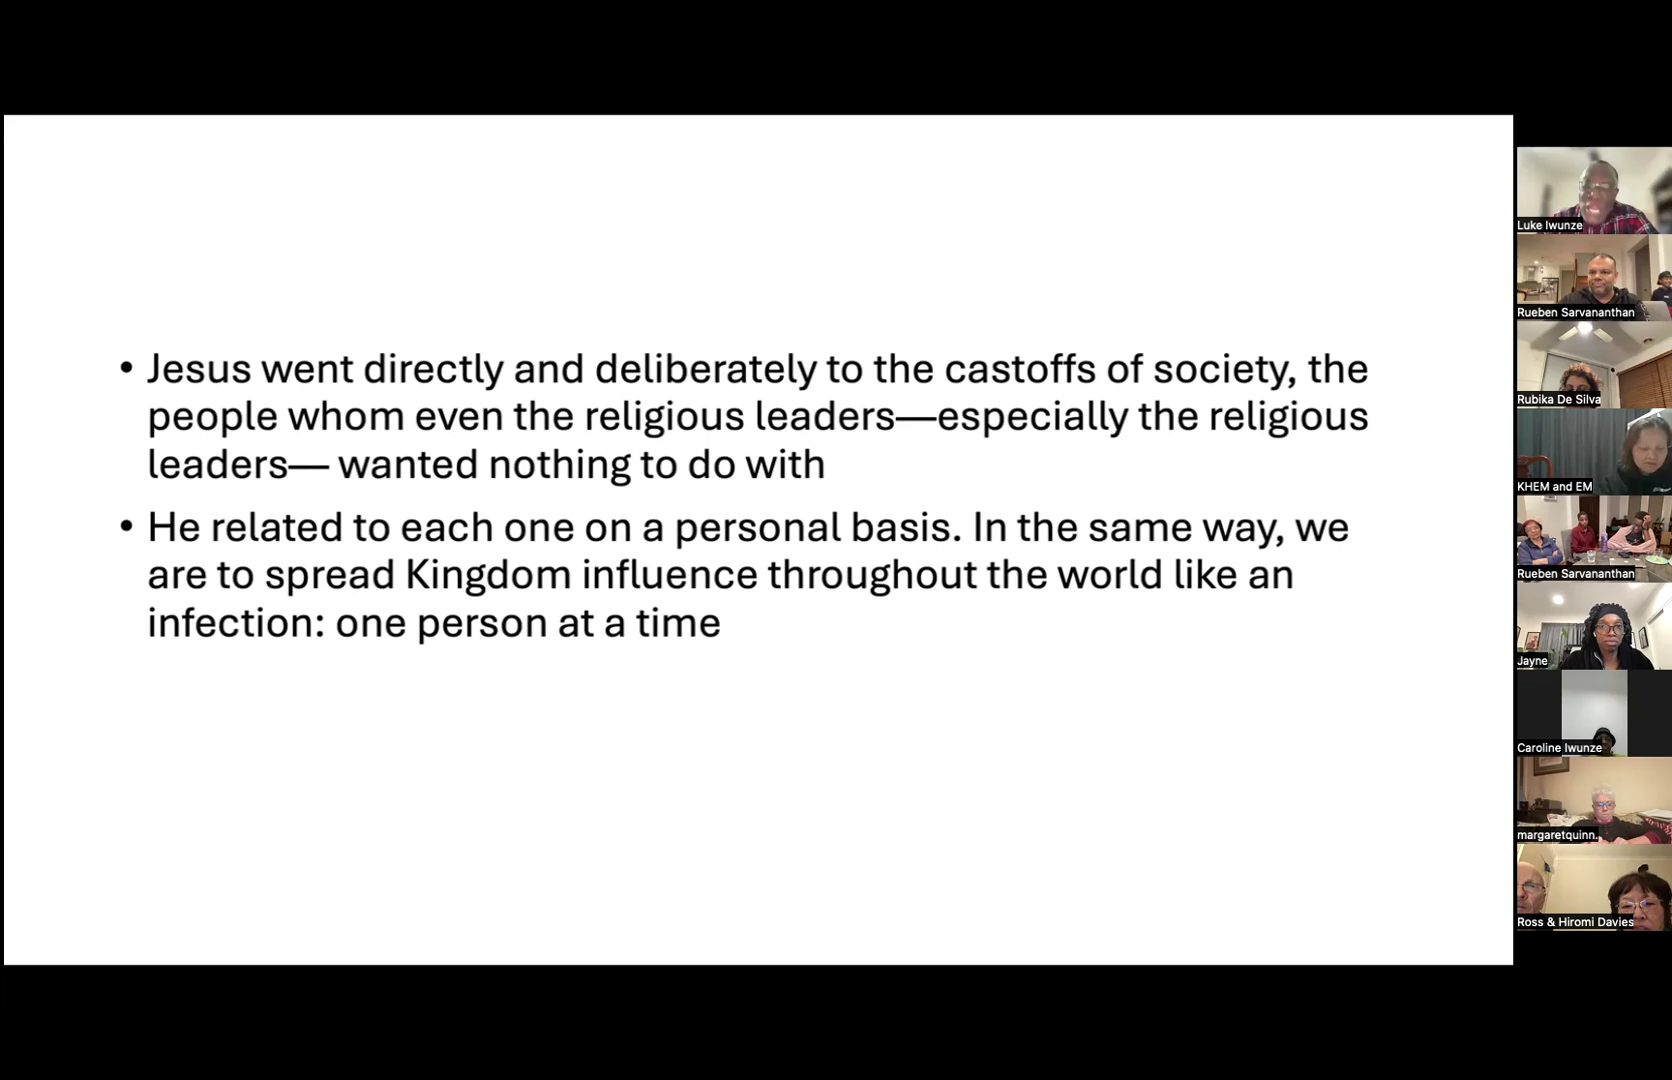 • Jesus went directly and deliberately to the castoffs of society, the
people whom even the religious leaders—especially the religious
leaders— wanted nothing to do with
• He related to each one on a personal basis. In the same way, we
are to spread Kingdom influence throughout the world like an
infection: one person at a time
Luke Iwunze
Rueben Sarvananthan
Rubika De Silva
KHEM and EM
Rueben Sarvananthan
Jayne
Caroline Iwunze
margaretquinn.
Ross & Hiromi Davies